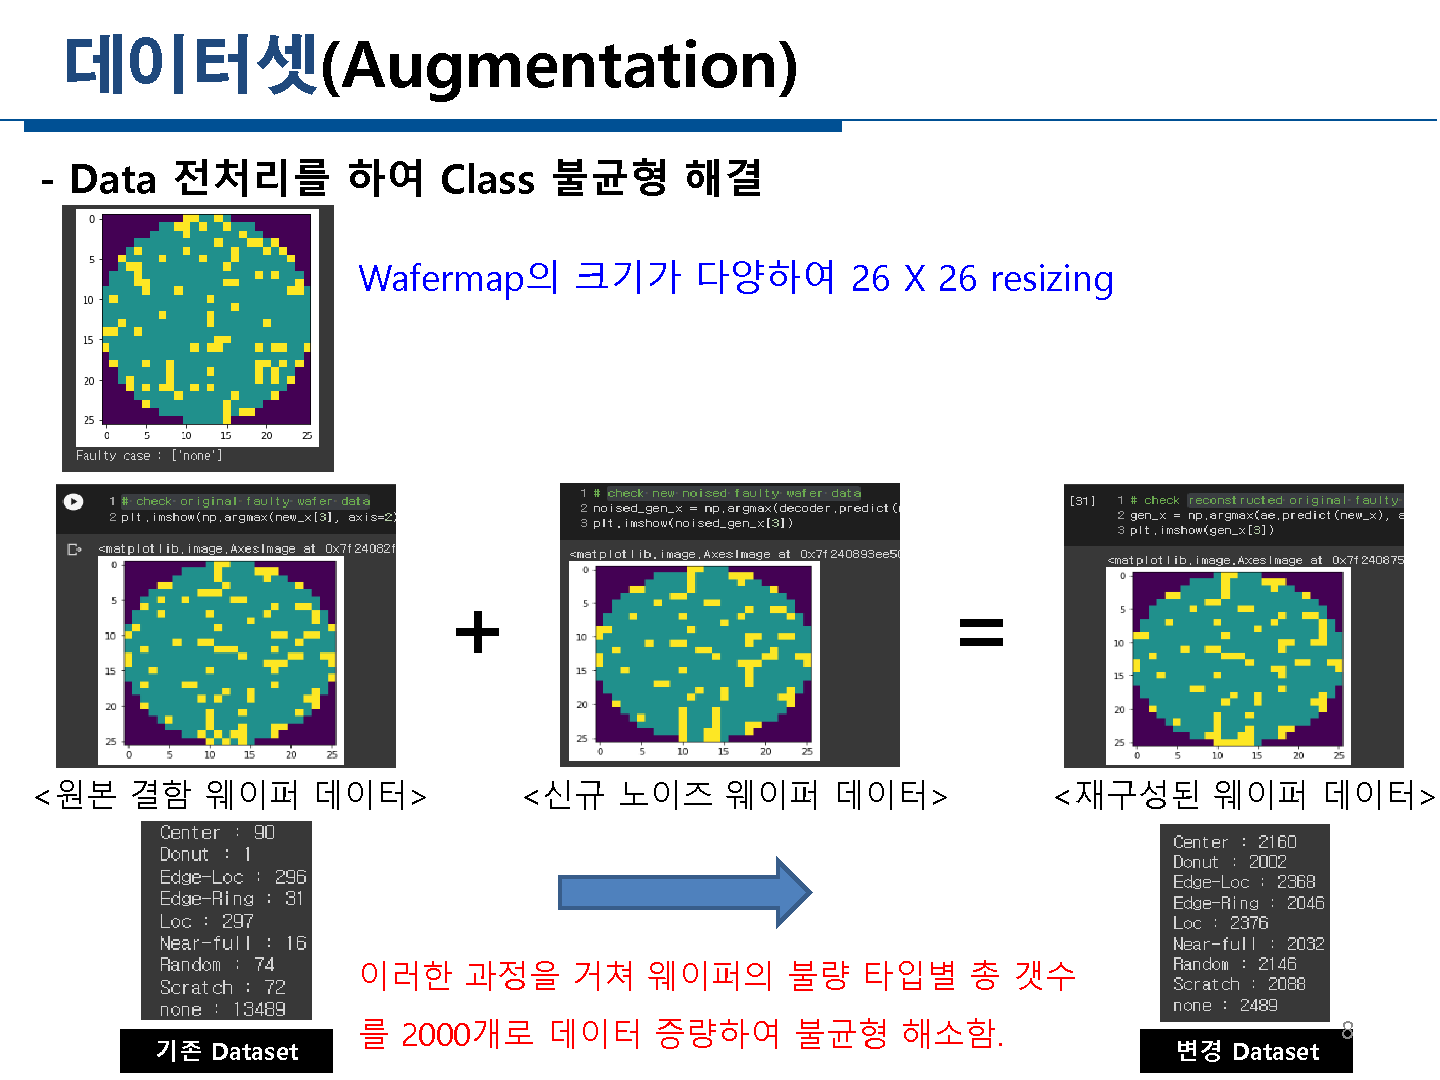 데이터셋(Augmentation)
- Data 전처리를 하여 Class 불균형 해결
0
5
10
15
20
25
0 5 10 15 20 25
Faulty case : ['none']
Wafermap의 크기가 다양하여 26 X 26 resizing
1 # check original faulty wafer data
2 plt.imshow(np.argmax(new_x[3], axis=2)
<matplotlib.image.AxesImage at 0x7f24082f
0
5
10
15
20
25
0 5 10 15 20 25
+
1 # check new noised faulty wafer data
2 noised_gen_x = np.argmax(decoder.predict(
3 plt.imshow(noised_gen_x[3])
<matplotlib.image.AxesImage at 0x7f240893ee50
0
5
10
15
20
25
0 5 10 15 20 25
=
[31] 1 # check reconstructed original faulty
2 gen_x = np.argmax(ae.predict(new_x), a
3 plt.imshow(gen_x[3])
<matplotlib.image.AxesImage at 0x7f240875
0
5
10
15
20
25
0 5 10 15 20 25
<원본 결함 웨이퍼 데이터>
<신규 노이즈 웨이퍼 데이터>
<재구성된 웨이퍼 데이터>
Center : 90
Donut : 1
Edge-Loc : 296
Edge-Ring : 31
Loc : 297
Near-full : 16
Random : 74
Scratch : 72
none : 13489
기존 Dataset
이러한 과정을 거쳐 웨이퍼의 불량 타입별 총 갯수
를 2000개로 데이터 증량하여 불균형 해소함.
Center : 2160
Donut : 2002
Edge-Loc : 2368
Edge-Ring : 2046
Loc : 2376
Near-full : 2032
Random : 2146
Scratch : 2088
none : 2489
변경 Dataset
8